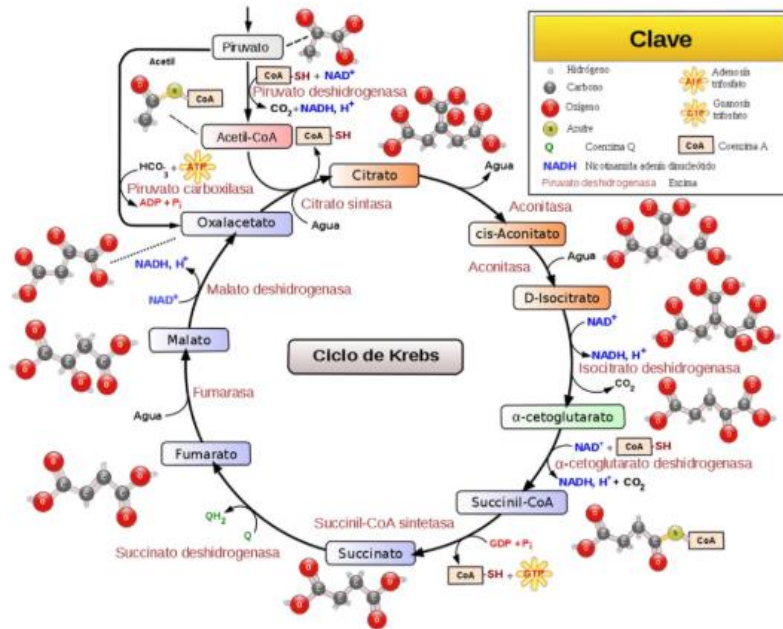 Piruvato
Acetil
CoA-SH + NAD+
Piruvato deshidrogenasa
CO2+NADH, H+
CoA
Acetil-CoA
CoA-SH
HCO3- + ATP
Piruvato carboxilasa
ADP + Pi
Oxalacetato
Citrato sintasa
Agua
Citrato
Agua
Aconitasa
cis-Aconitato
Aconitasa
Agua
D-Isocitrato
NAD+
NADH, H+
Isocitrato deshidrogenasa
CO2
α-cetoglutarato
NAD+ + CoA-SH
α-cetoglutarato deshidrogenasa
NADH, H+ + CO2
Succinil-CoA
CoA
Succinil-CoA sintetasa
GDP + Pi
CoA-SH + GTP
Succinato
Succinato deshidrogenasa
Q
QH2
Fumarato
Agua
Fumarasa
Malato
Malato deshidrogenasa
NAD+
NADH, H+
Ciclo de Krebs
Clave
Hidrógeno
Carbono
Oxígeno
Azufre
Q Coenzima Q
ATP Adenosín trifosfato
GTP Guanosín trifosfato
CoA Coenzima A
NADH Nicotinamida adenín dinucleótido
Piruvato deshidrogenasa Enzima